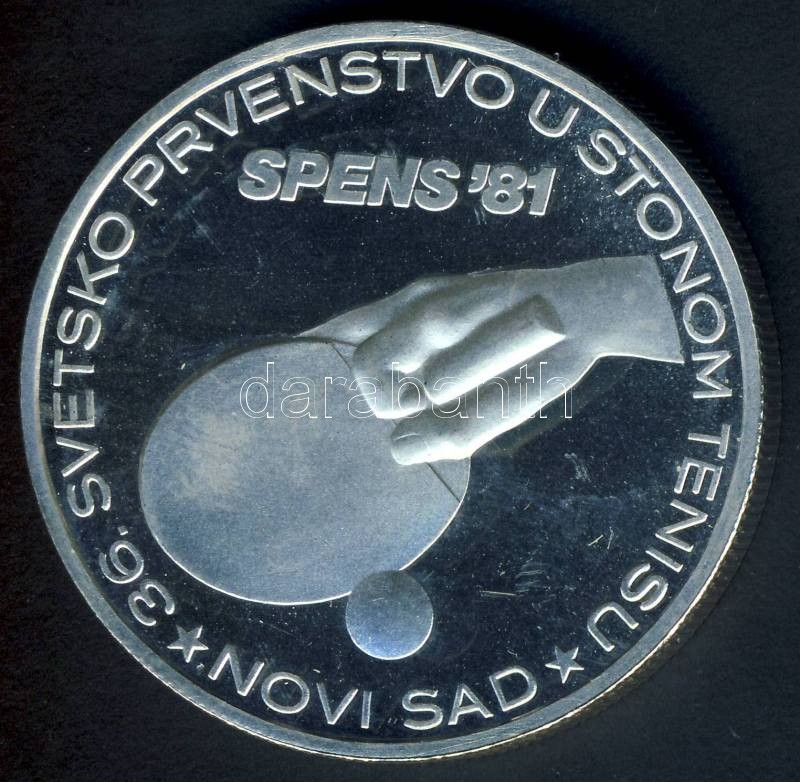 36. SVETSKO PRVENSTVO U STONOM TENISU
SPENS '81
darabanth
★ NOVI SAD ★